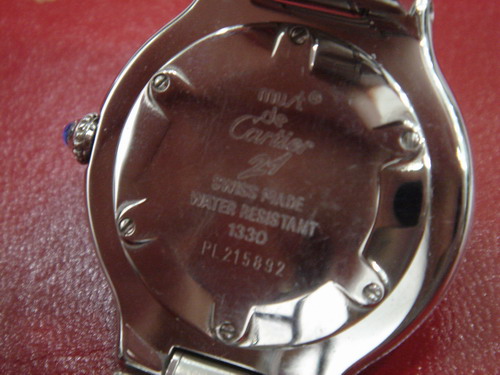 must®
de
Cartier
21
SWISS MADE
WATER RESISTANT
1330
PL215892